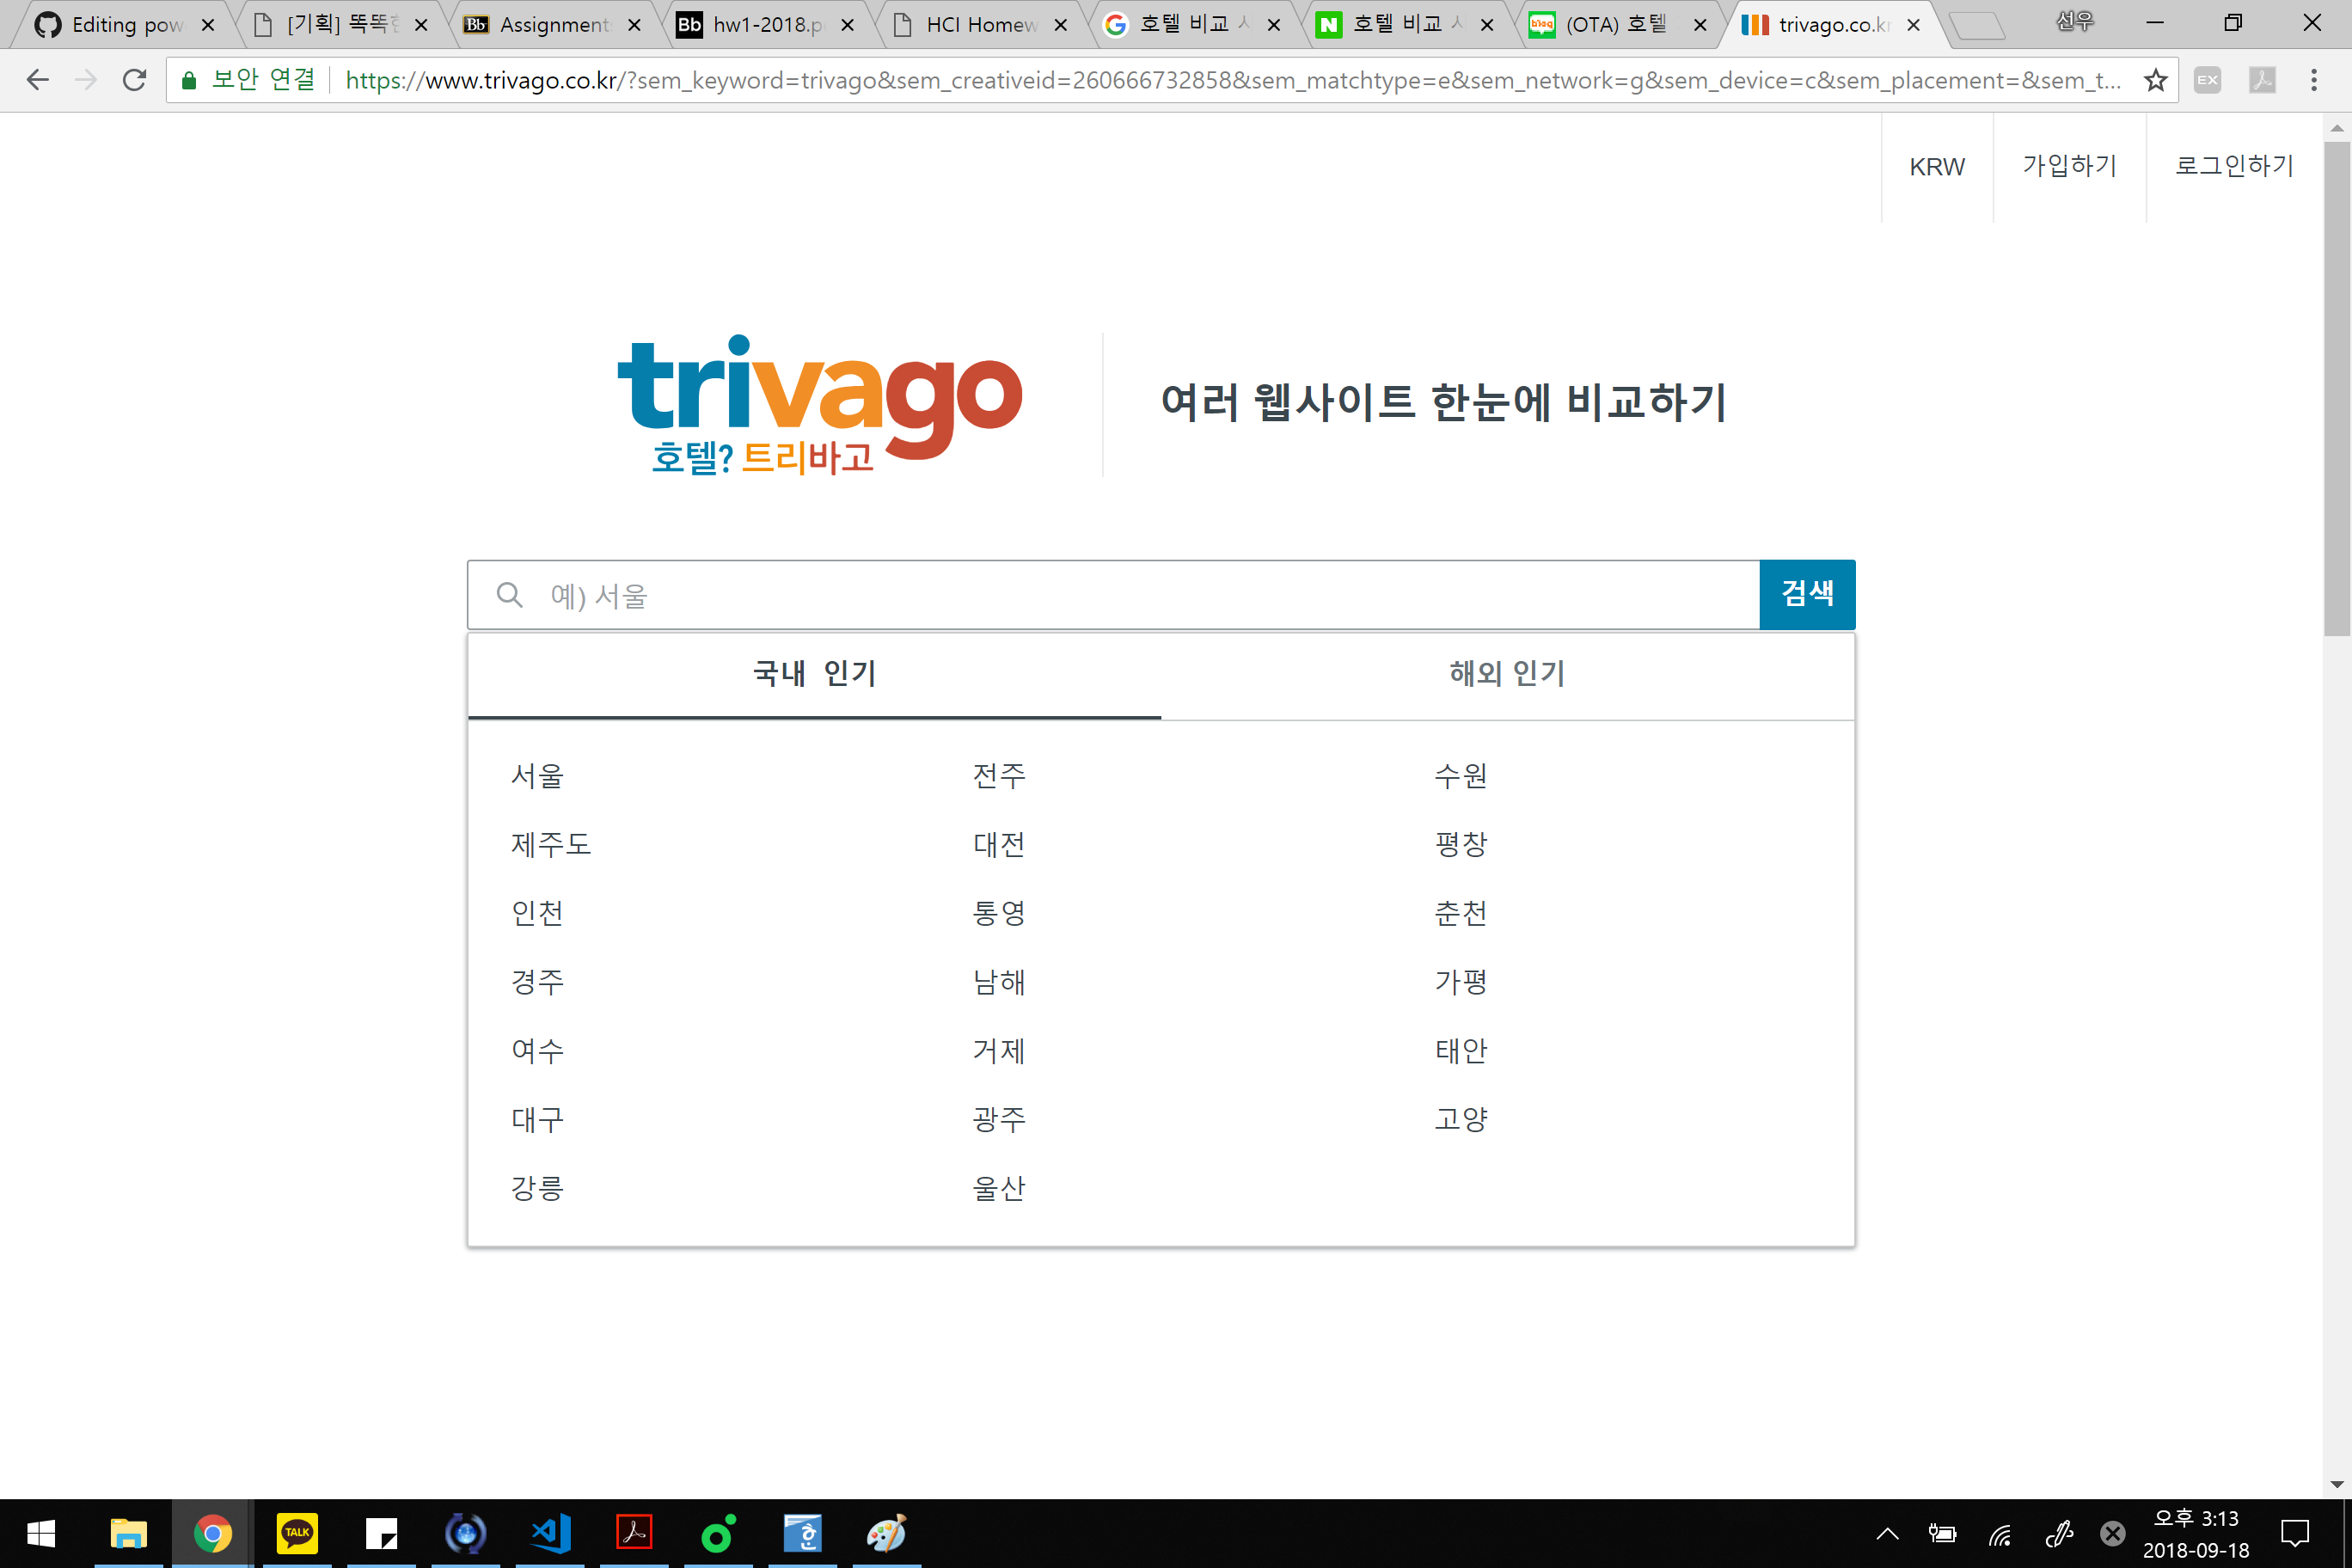 Editing pow
[기획] 똑똑한
Assignment
hw1-2018.p
HCI Homew
호텔 비교 ㅅ
호텔 비교 ㅅ
(OTA) 호텔
trivago.co.kr
선우
보안 연결
https://www.trivago.co.kr/?sem_keyword=trivago&sem_creativeid=260666732858&sem_matchtype=e&sem_network=g&sem_device=c&sem_placement=&sem_t...
EX
KRW
가입하기
로그인하기
trivago
호텔? 트리바고
여러 웹사이트 한눈에 비교하기
예) 서울
검색
국내 인기
해외 인기
서울 전주 수원
제주도 대전 평창
인천 통영 춘천
경주 남해 가평
여수 거제 태안
대구 광주 고양
강릉 울산
TALK
오후 3:13
2018-09-18